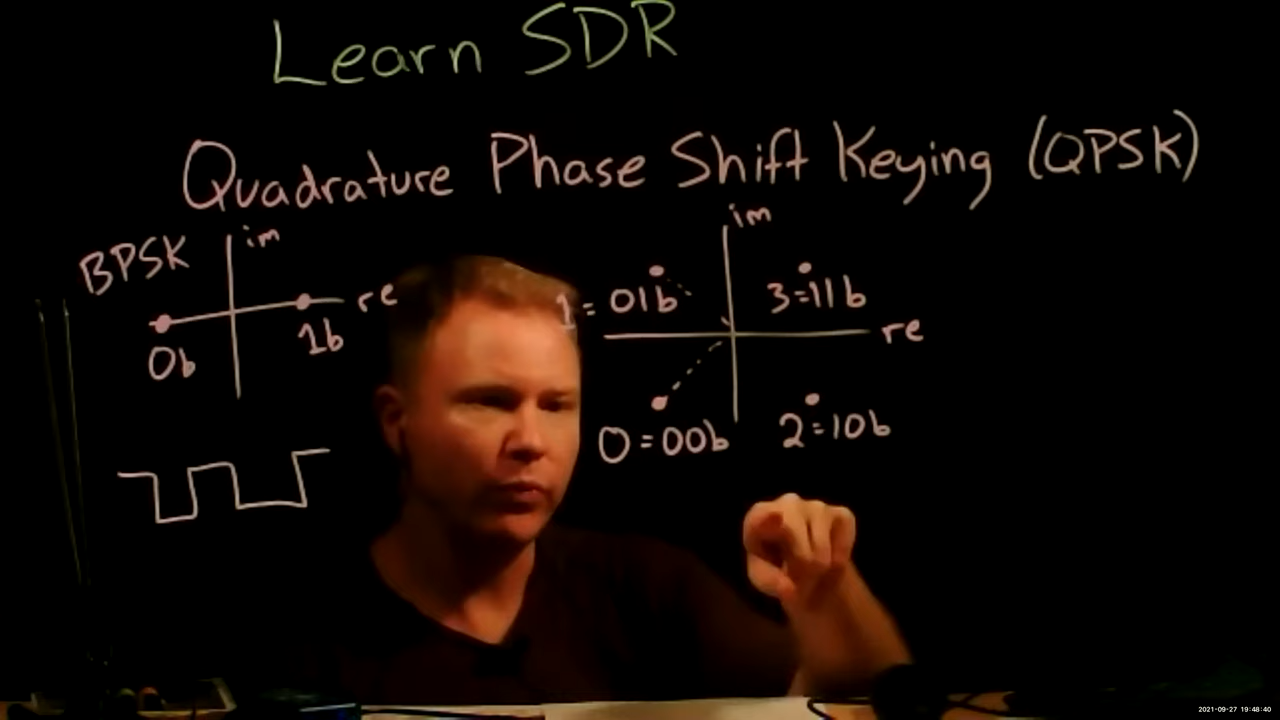 Learn SDR
Quadrature Phase Shift Keying (QPSK)
BPSK
im
re
0b
1b
im
1=01b
3=11b
re
0=00b
2=10b
2021-09-27 19:48:40